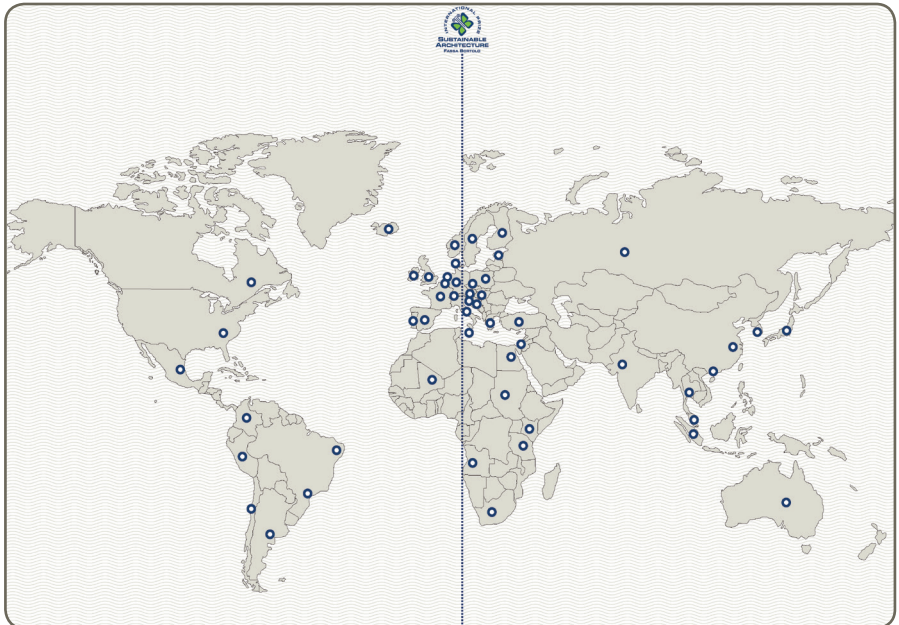 INTERNATIONAL PRIZE
SUSTAINABLE
ARCHITECTURE
FASSA BORTOLO